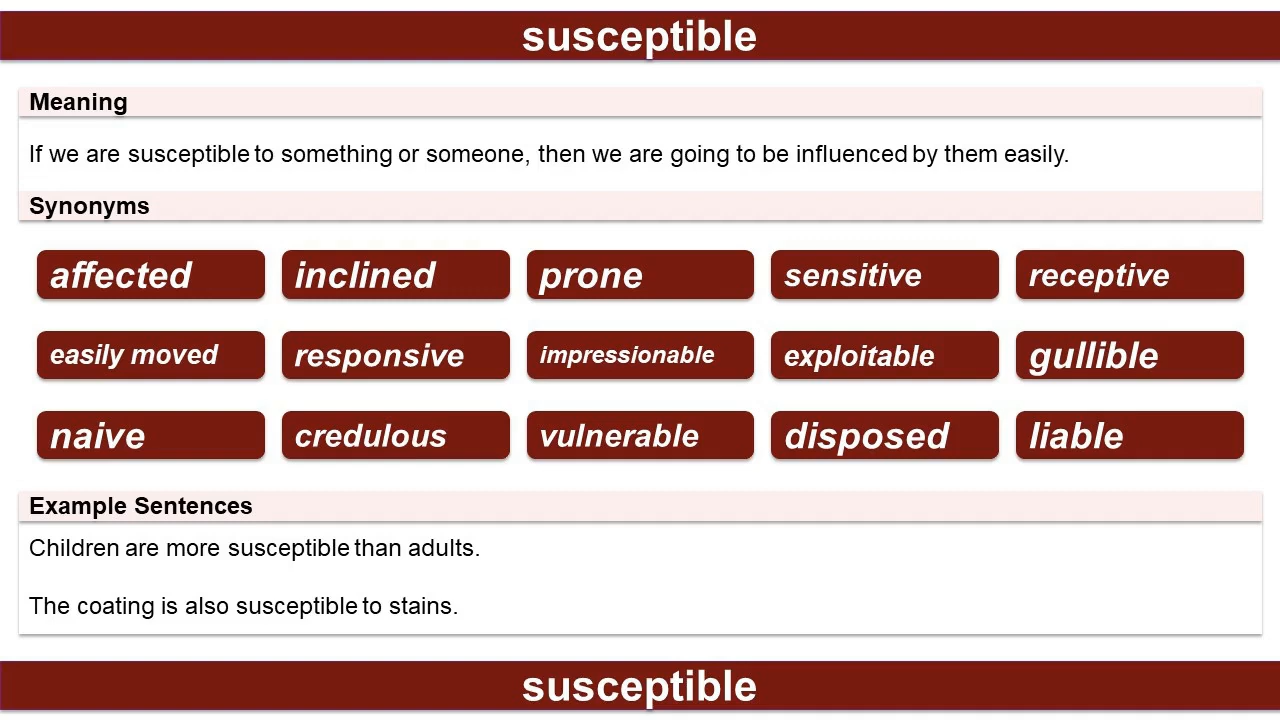 susceptible
Meaning
If we are susceptible to something or someone, then we are going to be influenced by them easily.
Synonyms
affected inclined prone sensitive receptive
easily moved responsive impressionable exploitable gullible
naive credulous vulnerable disposed liable
Example Sentences
Children are more susceptible than adults.
The coating is also susceptible to stains.
susceptible